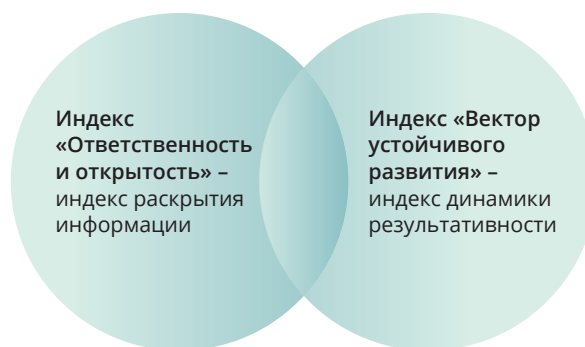 Индекс
«Ответственность
и открытость» –
индекс раскрытия
информации
Индекс «Вектор
устойчивого
развития» –
индекс динамики
результативности